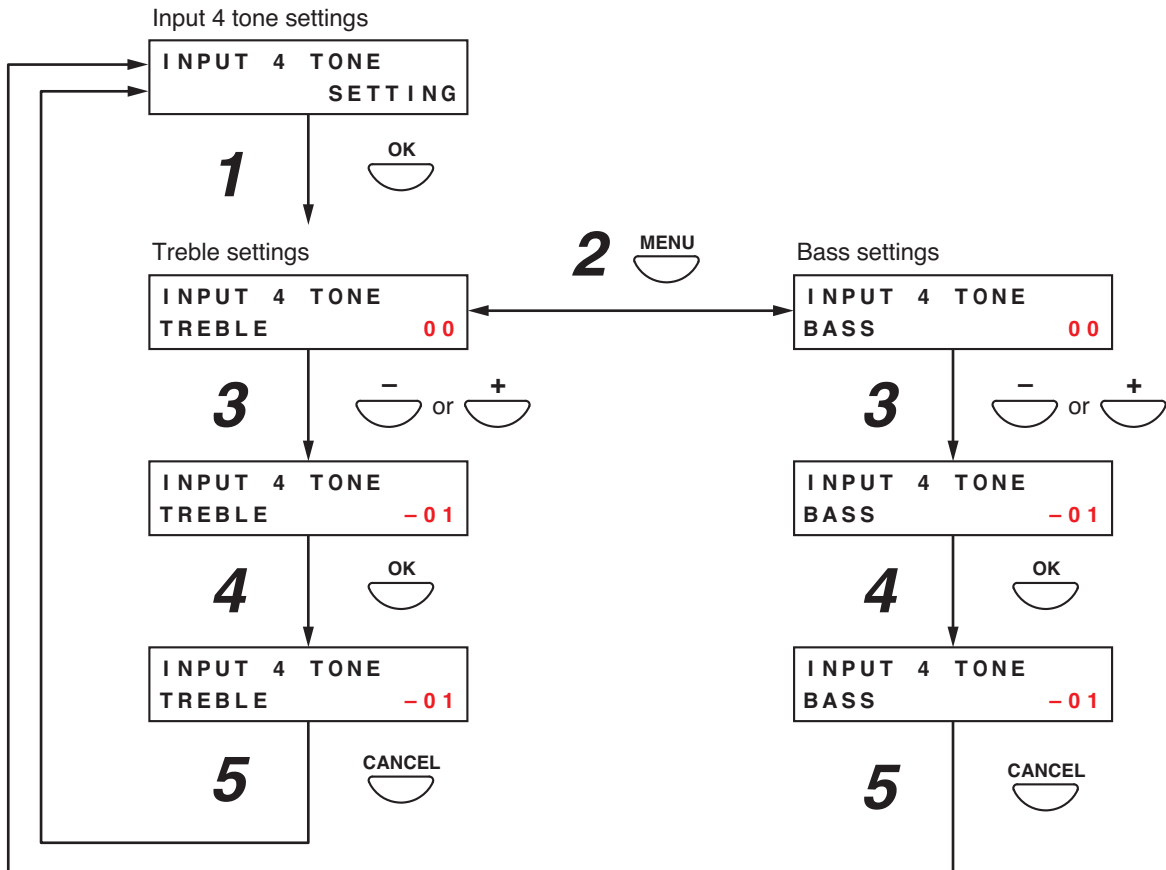 Input 4 tone settings
INPUT 4 TONE
SETTING
1
OK
Treble settings
2
MENU
Bass settings
INPUT 4 TONE
TREBLE 00
INPUT 4 TONE
BASS 00
3
– or +
3
– or +
INPUT 4 TONE
TREBLE –01
INPUT 4 TONE
BASS –01
4
OK
4
OK
INPUT 4 TONE
TREBLE –01
INPUT 4 TONE
BASS –01
5
CANCEL
5
CANCEL